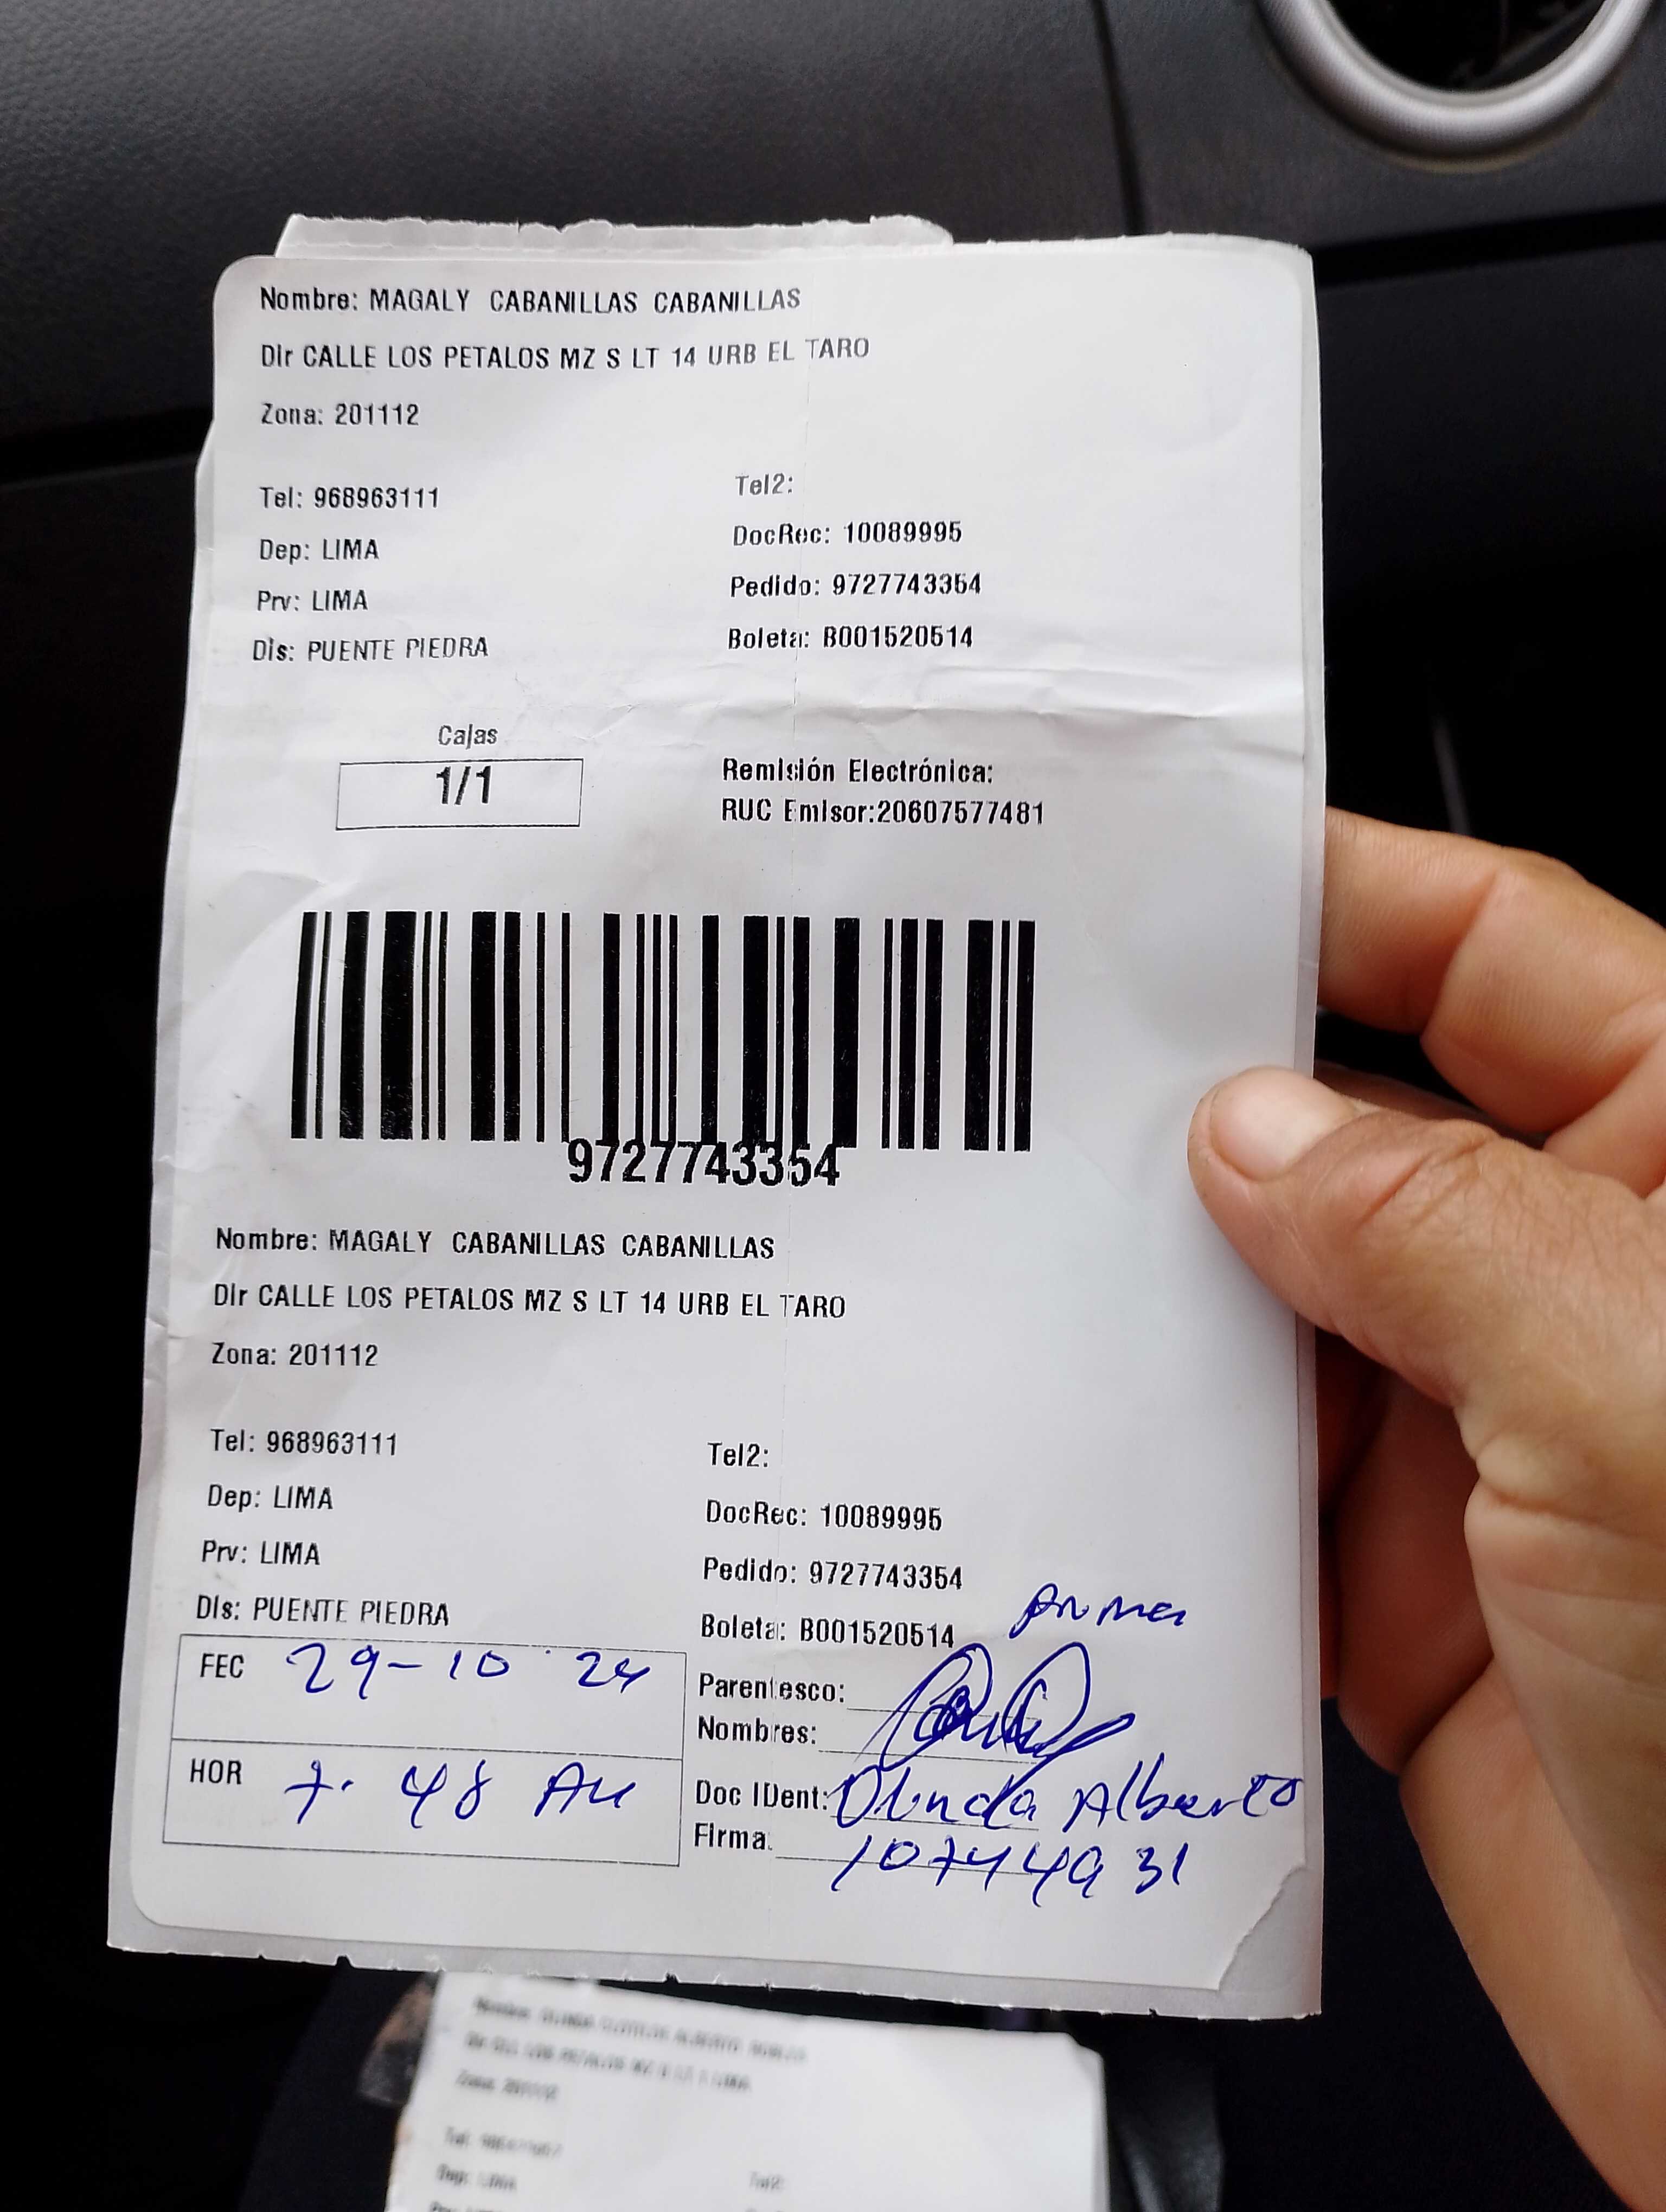 Nombre: MAGALY CABANILLAS CABANILLAS
Dir CALLE LOS PETALOS MZ S LT 14 URB EL TARO
Zona: 201112
Tel: 968963111 Tel2:
Dep: LIMA DocRec: 10089995
Prv: LIMA Pedido: 9727743354
Dis: PUENTE PIEDRA Boleta: B001520514
Cajas
1/1
Remisión Electrónica:
RUC Emisor:20607577481
9727743354
Nombre: MAGALY CABANILLAS CABANILLAS
Dir CALLE LOS PETALOS MZ S LT 14 URB EL TARO
Zona: 201112
Tel: 968963111 Tel2:
Dep: LIMA DocRec: 10089995
Prv: LIMA Pedido: 9727743354
Dis: PUENTE PIEDRA Boleta: B001520514
FEC 29-10 24 Parentesco:
Nombres:
HOR 7. 48 AM Doc IDent: Olinda Alberto
Firma: 10744931
Tel2: